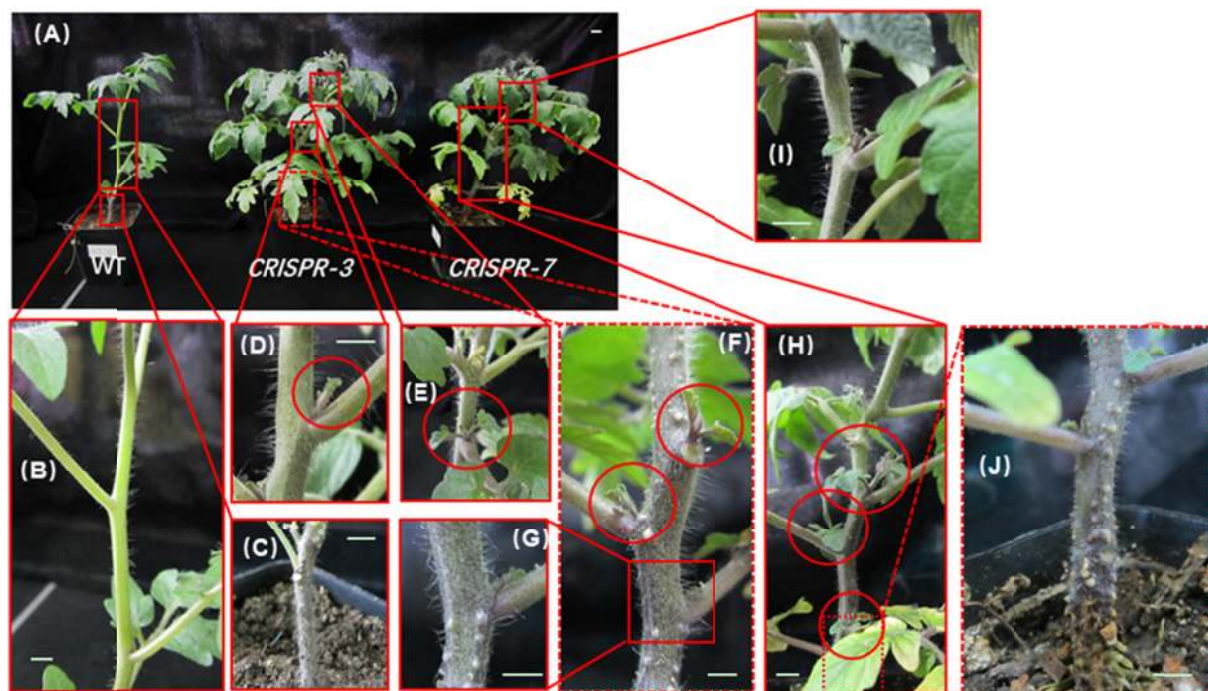 (A)
(I)
WT
CRISPR-3
CRISPR-7
(B)
(D)
(E)
(F)
(H)
(C)
(G)
(J)